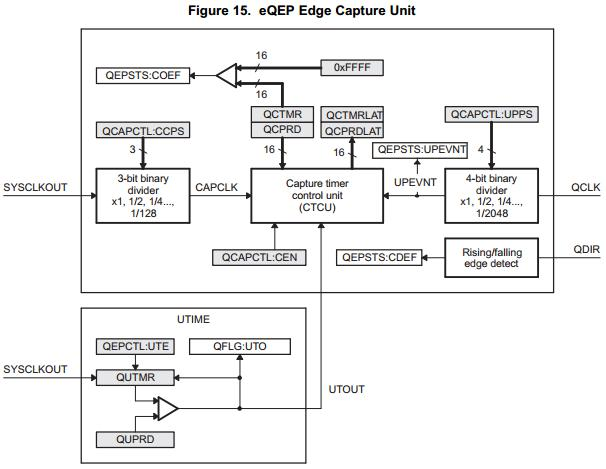 Figure 15. eQEP Edge Capture Unit
16
0xFFFF
QEPSTS:COEF
16
QCTMR
QCPRD
QCTMRLAT
QCPRDLAT
QCAPCTL:CCPS
QCAPCTL:UPPS
3
16
16
QEPSTS:UPEVNT
4
SYSCLKOUT
3-bit binary
divider
x1, 1/2, 1/4...,
1/128
CAPCLK
Capture timer
control unit
(CTCU)
UPEVNT
4-bit binary
divider
x1, 1/2, 1/4...,
1/2048
QCLK
QCAPCTL:CEN
QEPSTS:CDEF
Rising/falling
edge detect
QDIR
UTIME
QEPCTL:UTE
QFLG:UTO
SYSCLKOUT
QUTMR
UTOUT
QUPRD